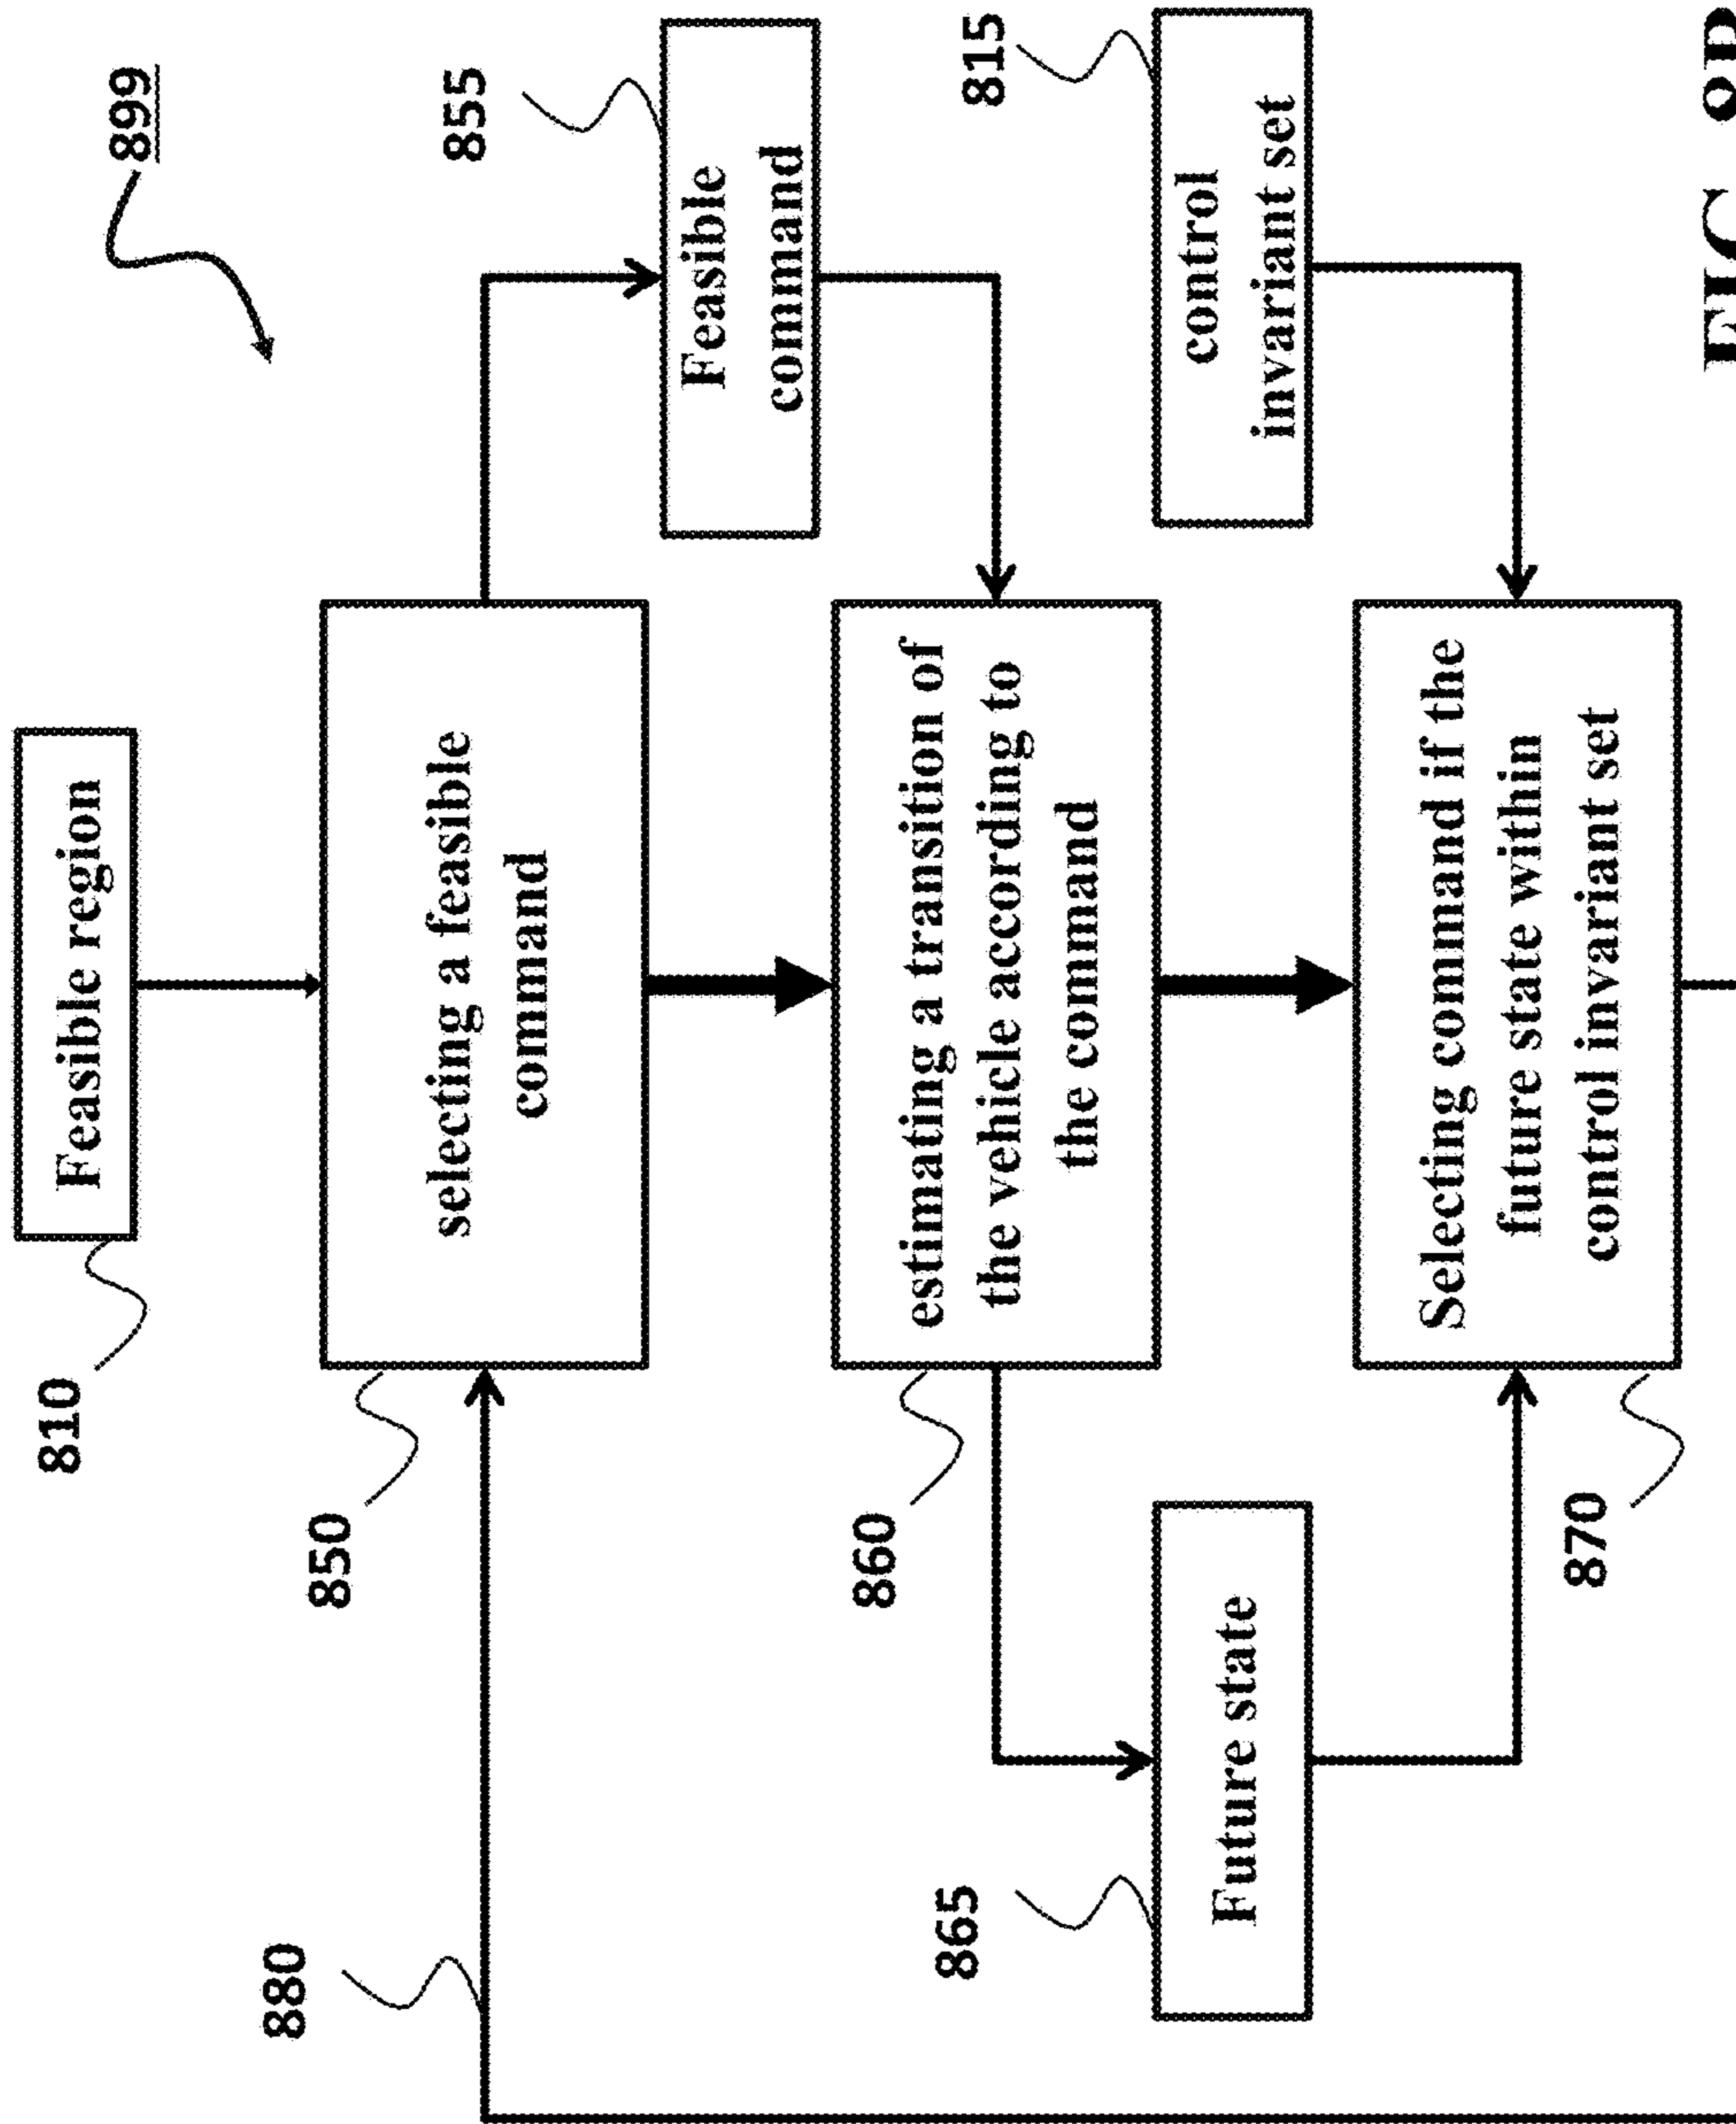 899
810
Feasible region
880
850
selecting a feasible
command
855
Feasible
command
860
estimating a transition of
the vehicle according to
the command
865
Future state
815
control
invariant set
870
Selecting command if the
future state within
control invariant set